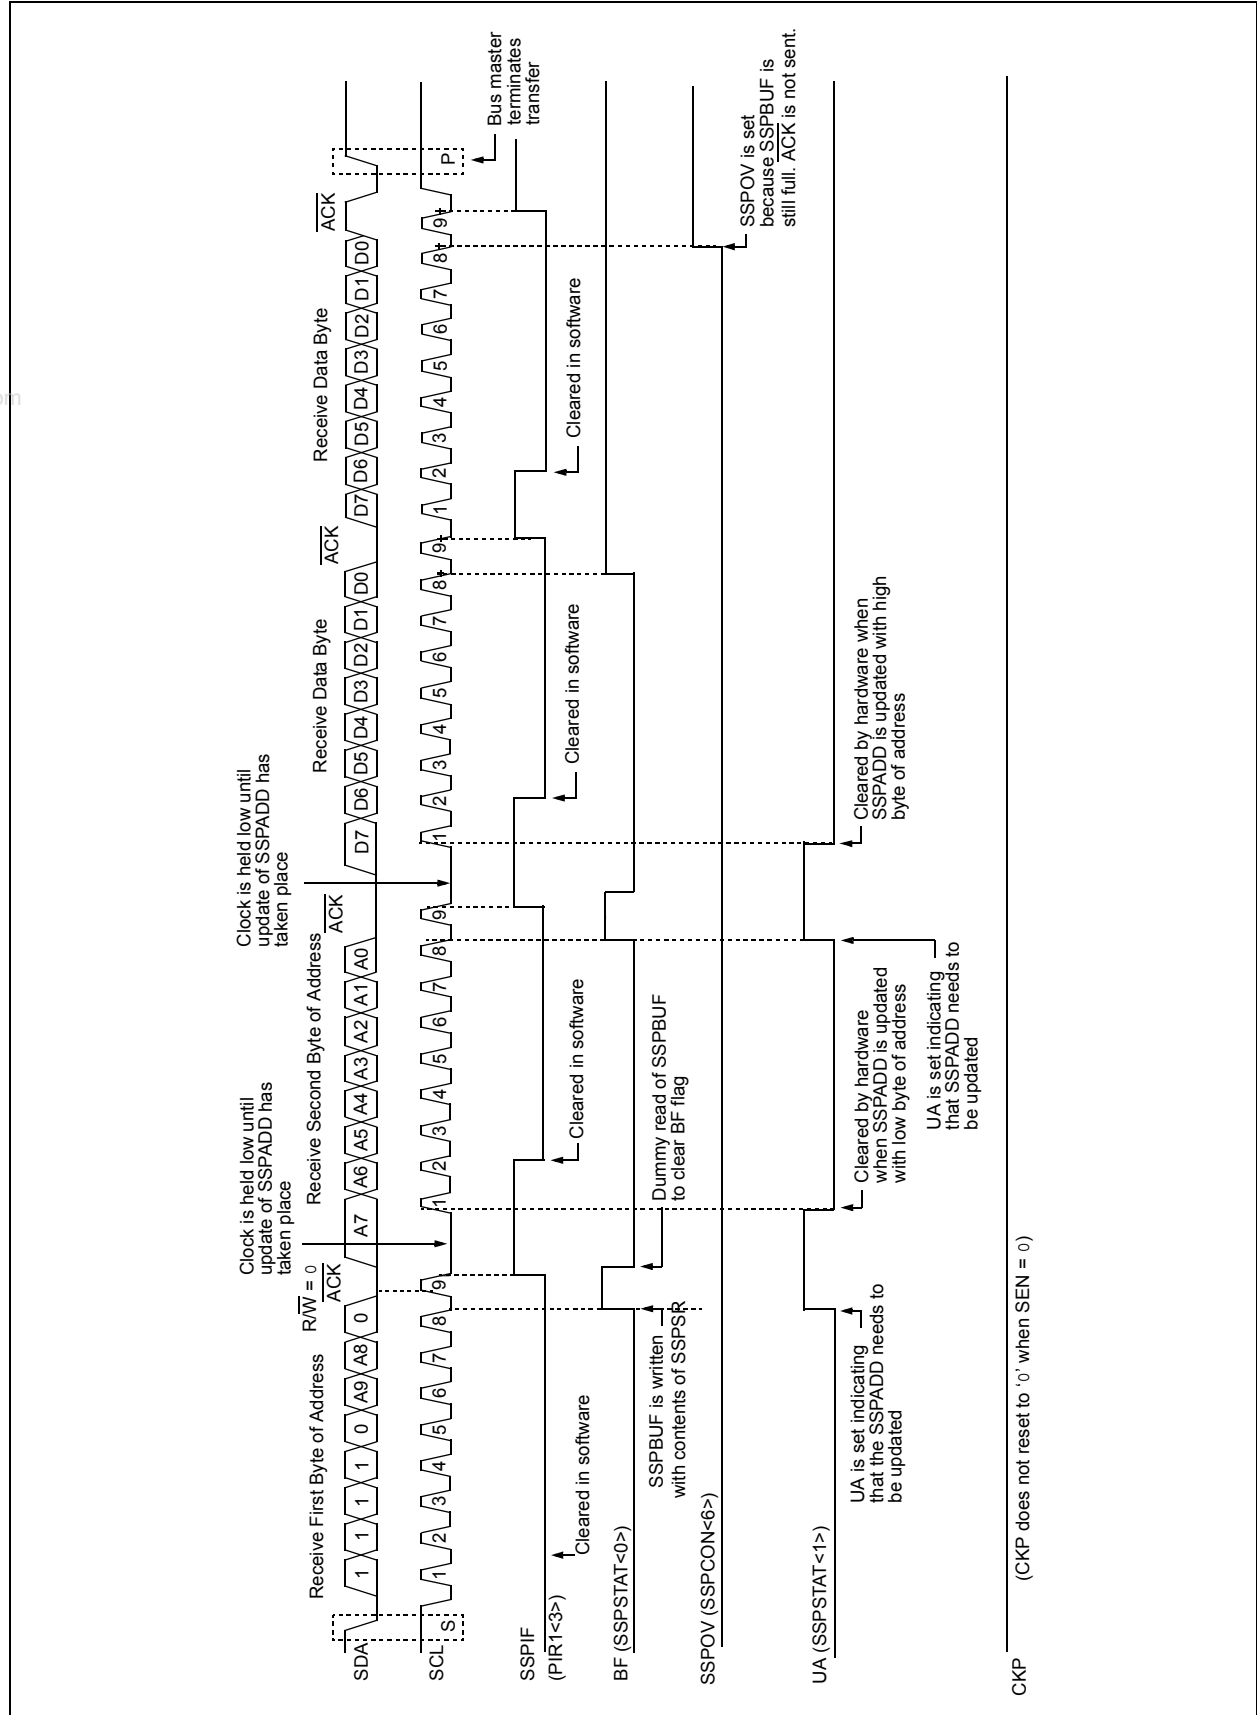 Receive First Byte of Address
R/W = 0
ACK
Clock is held low until
update of SSPADD has
taken place
Receive Second Byte of Address
ACK
Clock is held low until
update of SSPADD has
taken place
Receive Data Byte
ACK
Receive Data Byte
ACK
SDA
1 1 1 1 0 A9 A8 0 A7 A6 A5 A4 A3 A2 A1 A0 D7 D6 D5 D4 D3 D2 D1 D0 D7 D6 D5 D4 D3 D2 D1 D0
SCL
S 1 2 3 4 5 6 7 8 9 1 2 3 4 5 6 7 8 9 1 2 3 4 5 6 7 8 9 1 2 3 4 5 6 7 8 9 P
Bus master
terminates
transfer
SSPIF
(PIR1<3>)
Cleared in software
Cleared in software
Cleared in software
Cleared in software
BF (SSPSTAT<0>)
SSPBUF is written
with contents of SSPSR
Dummy read of SSPBUF
to clear BF flag
SSPOV (SSPCON<6>)
SSPOV is set
because SSPBUF is
still full. ACK is not sent.
UA (SSPSTAT<1>)
UA is set indicating
that the SSPADD needs to
be updated
Cleared by hardware
when SSPADD is updated
with low byte of address
UA is set indicating
that SSPADD needs to
be updated
Cleared by hardware when
SSPADD is updated with high
byte of address
CKP
(CKP does not reset to ‘0’ when SEN = 0)
om